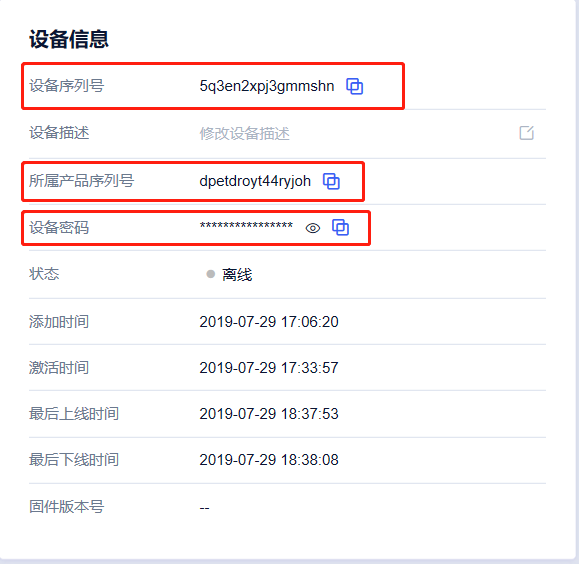 设备信息
设备序列号 5q3en2xpj3gmmshn
设备描述 修改设备描述
所属产品序列号 dpetdroyt44ryjoh
设备密码 ****************
状态 离线
添加时间 2019-07-29 17:06:20
激活时间 2019-07-29 17:33:57
最后上线时间 2019-07-29 18:37:53
最后下线时间 2019-07-29 18:38:08
固件版本号 --